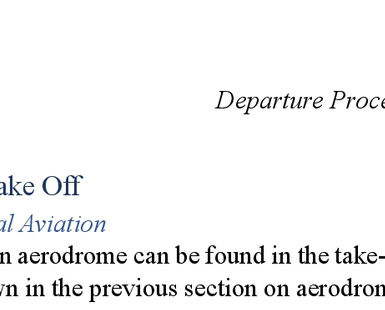 Departure Proce
ake Off
al Aviation
n aerodrome can be found in the take-
vn in the previous section on aerodron